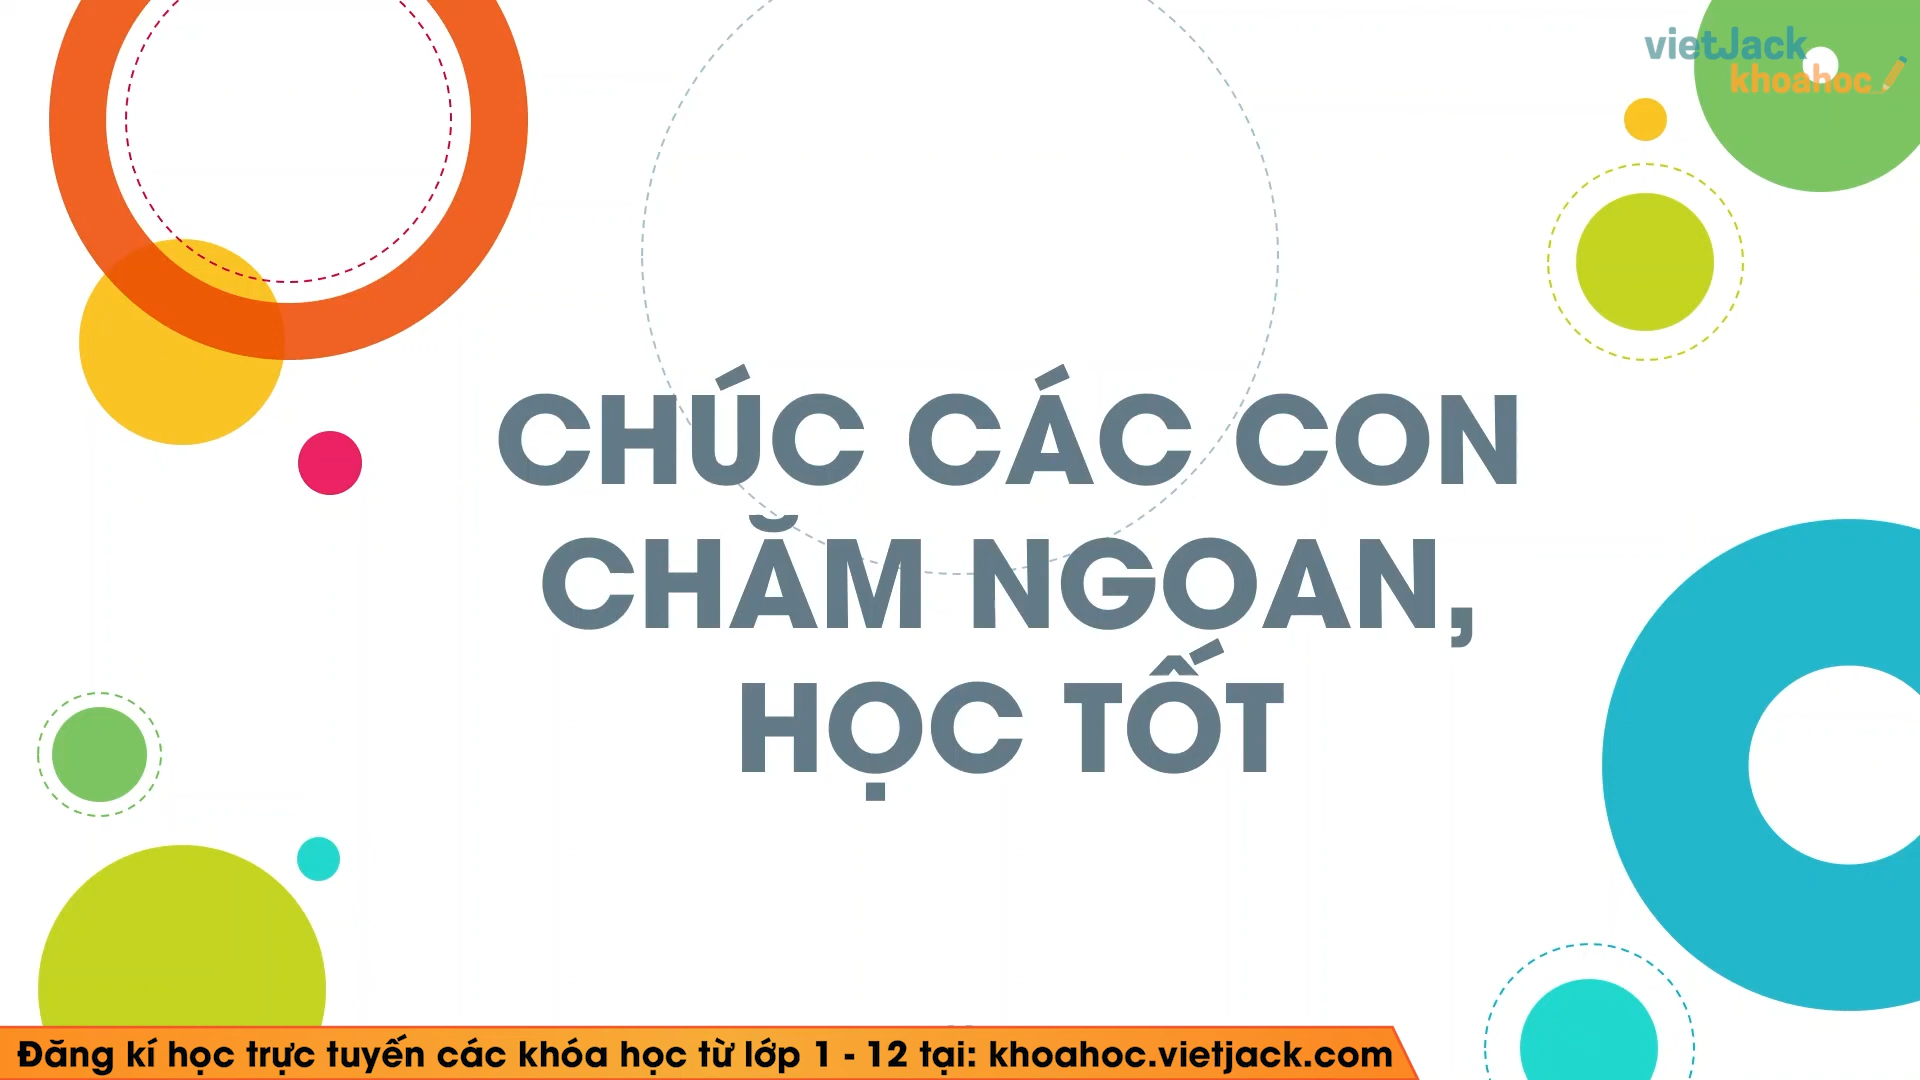 vietJack
khoahoc
CHÚC CÁC CON
CHĂM NGOAN,
HỌC TỐT
Đăng kí học trực tuyến các khóa học từ lớp 1 - 12 tại: khoahoc.vietjack.com